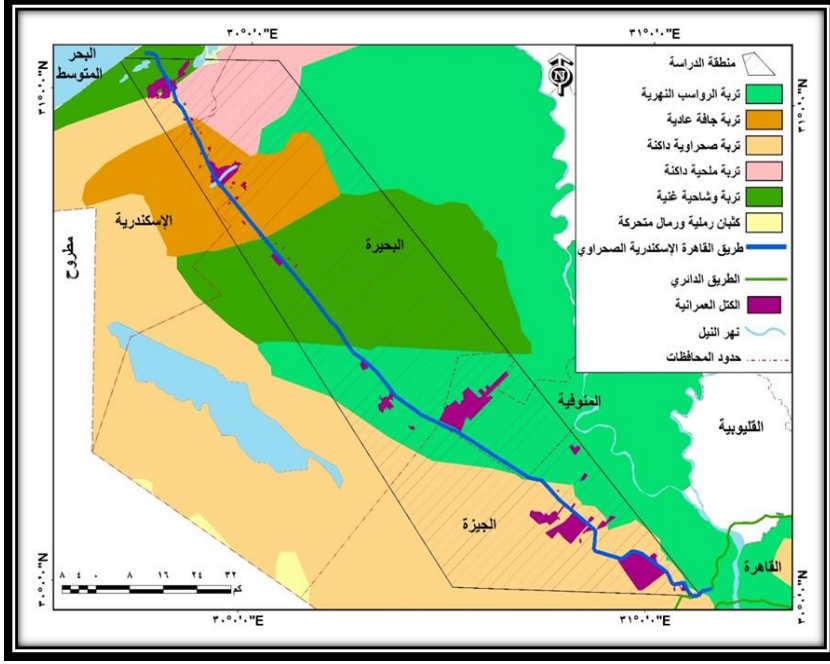 ٣٠°٠'٠"E
٣١°٠'٠"E
٣١°٠'٠"N
٣١°٠'٠"N
البحر
المتوسط
N
منطقة الدراسة
تربة الرواسب النهرية
تربة جافة عادية
تربة صحراوية داكنة
تربة ملحية داكنة
تربة وشاحية غنية
كثبان رملية ورمال متحركة
طريق القاهرة الإسكندرية الصحراوي
الطريق الدائري
الكتل العمرانية
نهر النيل
حدود المحافظات
الإسكندرية
البحيرة
مطروح
المنوفية
القليوبية
الجيزة
القاهرة
٨ ٤ ٠ ٨ ١٦ ٢٤ ٣٢
كم
٣٠°٠'٠"N
٣٠°٠'٠"N
٣٠°٠'٠"E
٣١°٠'٠"E